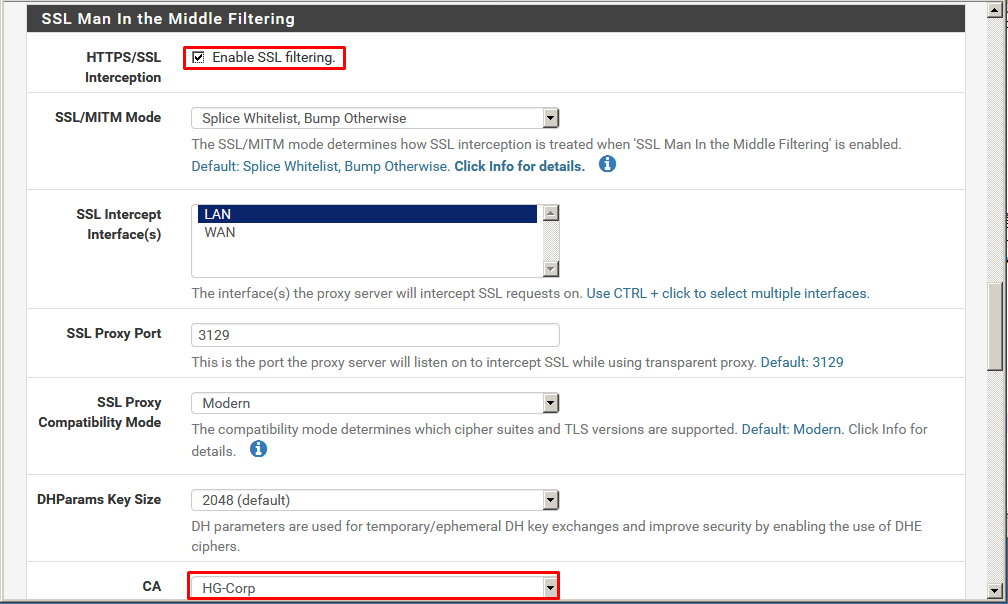 SSL Man In the Middle Filtering
HTTPS/SSL
Interception
Enable SSL filtering.
SSL/MITM Mode
Splice Whitelist, Bump Otherwise
The SSL/MITM mode determines how SSL interception is treated when 'SSL Man In the Middle Filtering' is enabled.
Default: Splice Whitelist, Bump Otherwise. Click Info for details.
SSL Intercept
Interface(s)
LAN
WAN
The interface(s) the proxy server will intercept SSL requests on. Use CTRL + click to select multiple interfaces.
SSL Proxy Port
3129
This is the port the proxy server will listen on to intercept SSL while using transparent proxy. Default: 3129
SSL Proxy
Compatibility Mode
Modern
The compatibility mode determines which cipher suites and TLS versions are supported. Default: Modern. Click Info for
details.
DHParams Key Size
2048 (default)
DH parameters are used for temporary/ephemeral DH key exchanges and improve security by enabling the use of DHE
ciphers.
CA
HG-Corp